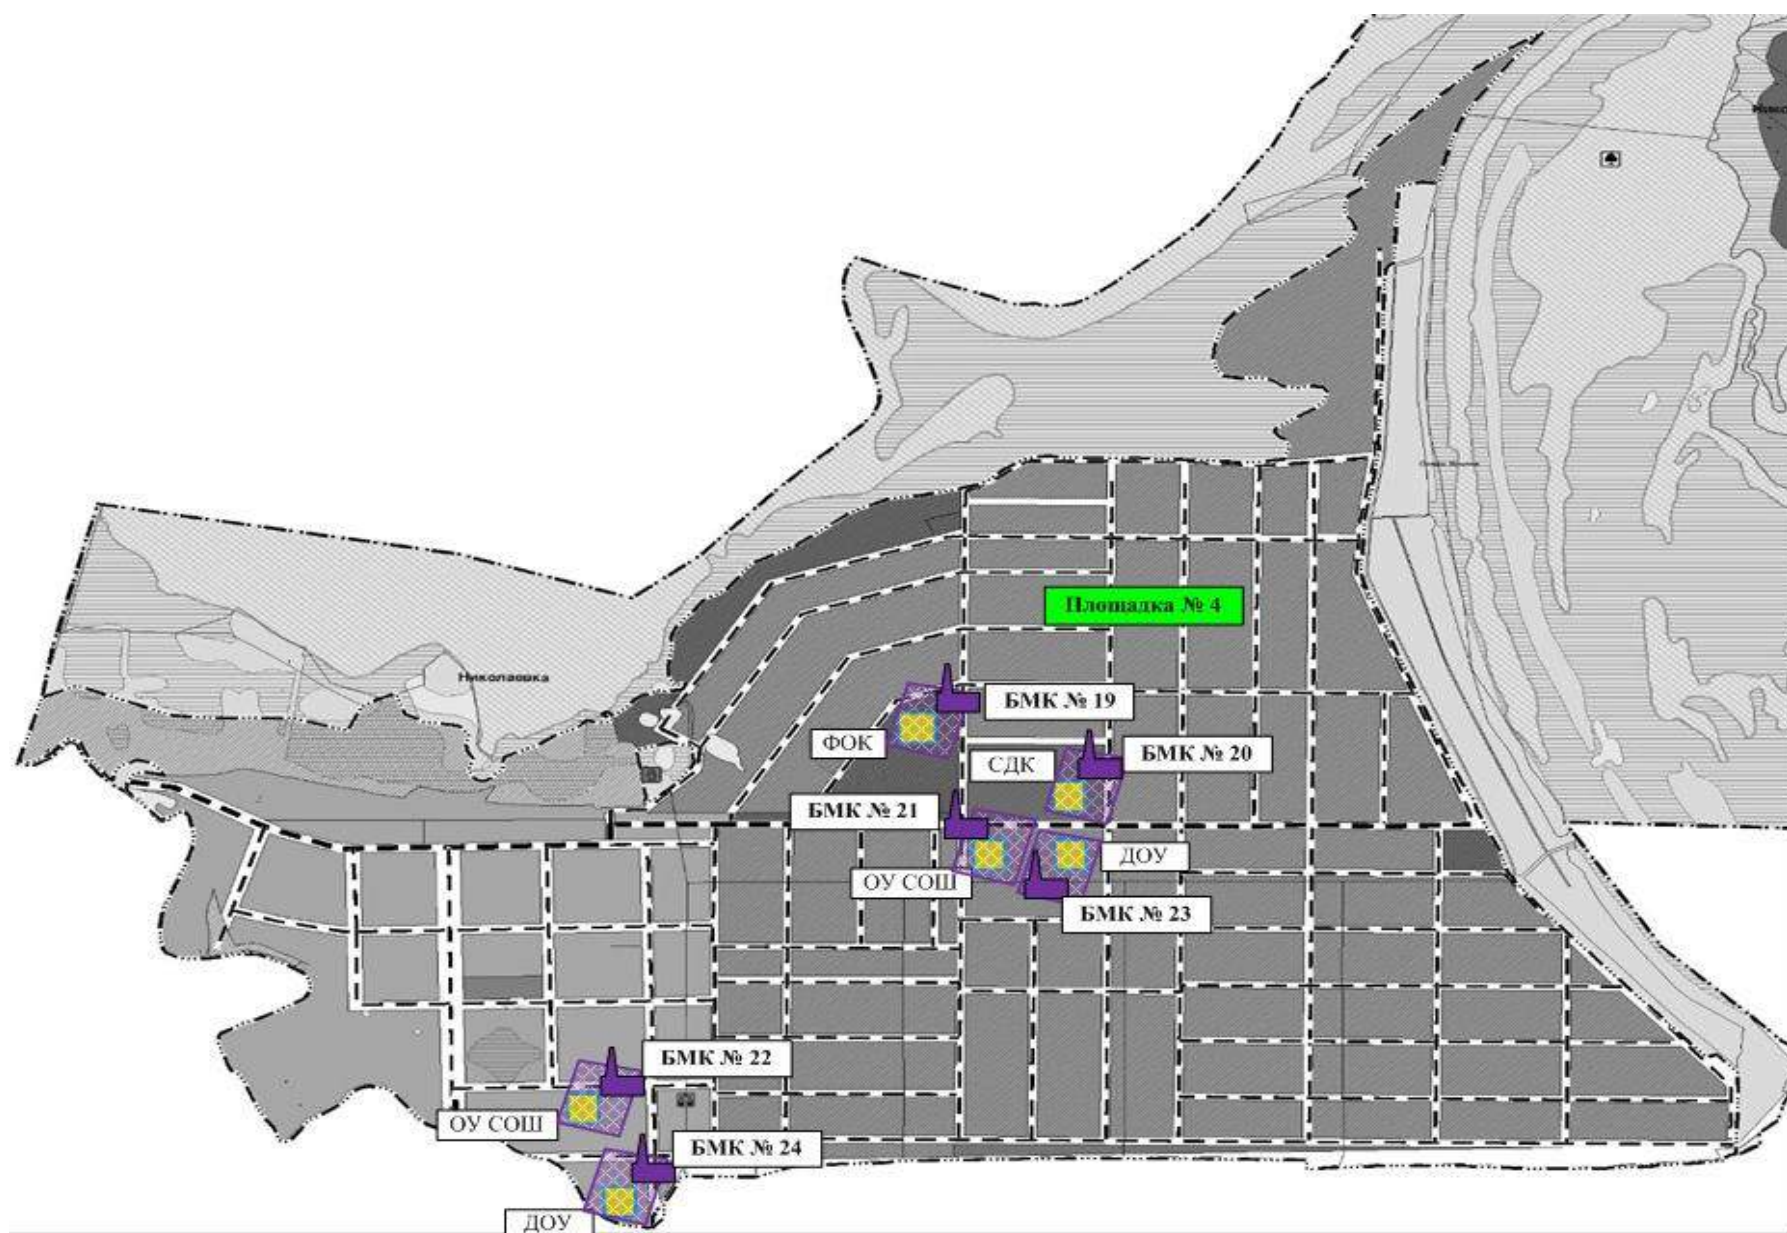 Площадка № 4
Николаевка
БМК № 19
ФОК
СДК
БМК № 20
БМК № 21
ДОУ
ОУ СОШ
БМК № 23
БМК № 22
ОУ СОШ
БМК № 24
ДОУ